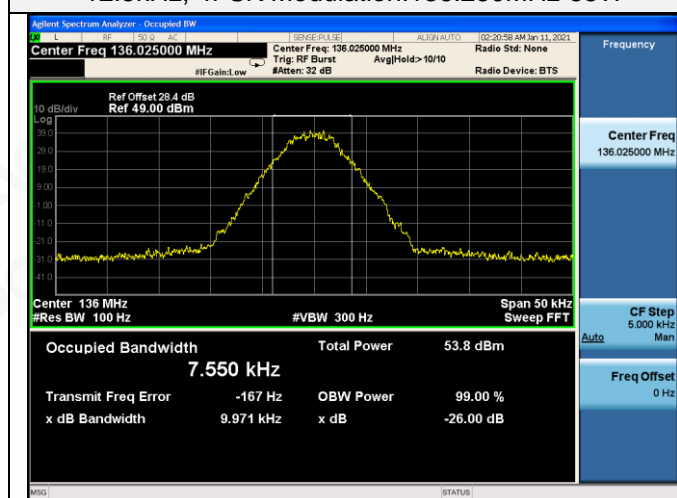 Agilent Spectrum Analyzer - Occupied BW
L RF 50 Ω AC SENSE:PULSE ALIGN AUTO 02:20:58 AM Jan 11, 2021
Center Freq 136.025000 MHz
Center Freq: 136.025000 MHz
Radio Std: None
Trig: RF Burst Avg|Hold:>10/10
#IFGain:Low
#Atten: 32 dB
Radio Device: BTS
Frequency
Ref Offset 28.4 dB
10 dB/div Ref 49.00 dBm
Log
39.0
29.0
19.0
9.00
-1.00
-11.0
-21.0
-31.0
-41.0
Center 136 MHz Span 50 kHz
#Res BW 100 Hz #VBW 300 Hz Sweep FFT
Occupied Bandwidth Total Power 53.8 dBm
7.550 kHz
Transmit Freq Error -167 Hz OBW Power 99.00 %
x dB Bandwidth 9.971 kHz x dB -26.00 dB
Center Freq
136.025000 MHz
CF Step
5.000 kHz
Auto Man
Freq Offset
0 Hz
MSG STATUS